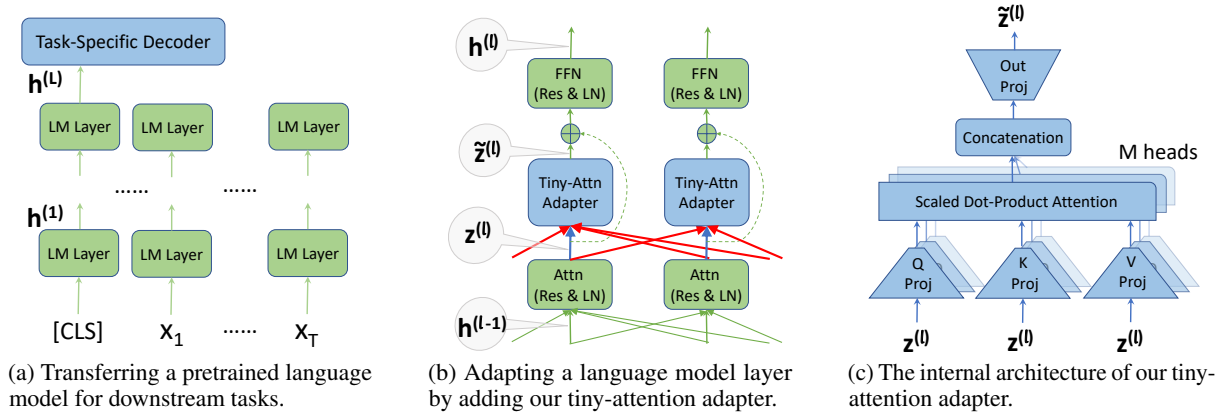 Task-Specific Decoder
h(L)
LM Layer LM Layer LM Layer
...... ......
h(1)
LM Layer LM Layer LM Layer
[CLS] X1 ...... XT
(a) Transferring a pretrained language
model for downstream tasks.
h(l)
FFN
(Res & LN)
FFN
(Res & LN)
z̃(l)
Tiny-Attn
Adapter
Tiny-Attn
Adapter
z(l)
Attn
(Res & LN)
Attn
(Res & LN)
h(l-1)
(b) Adapting a language model layer
by adding our tiny-attention adapter.
z̃(l)
Out
Proj
Concatenation
M heads
Scaled Dot-Product Attention
Q
Proj
K
Proj
V
Proj
z(l) z(l) z(l)
(c) The internal architecture of our tiny-
attention adapter.